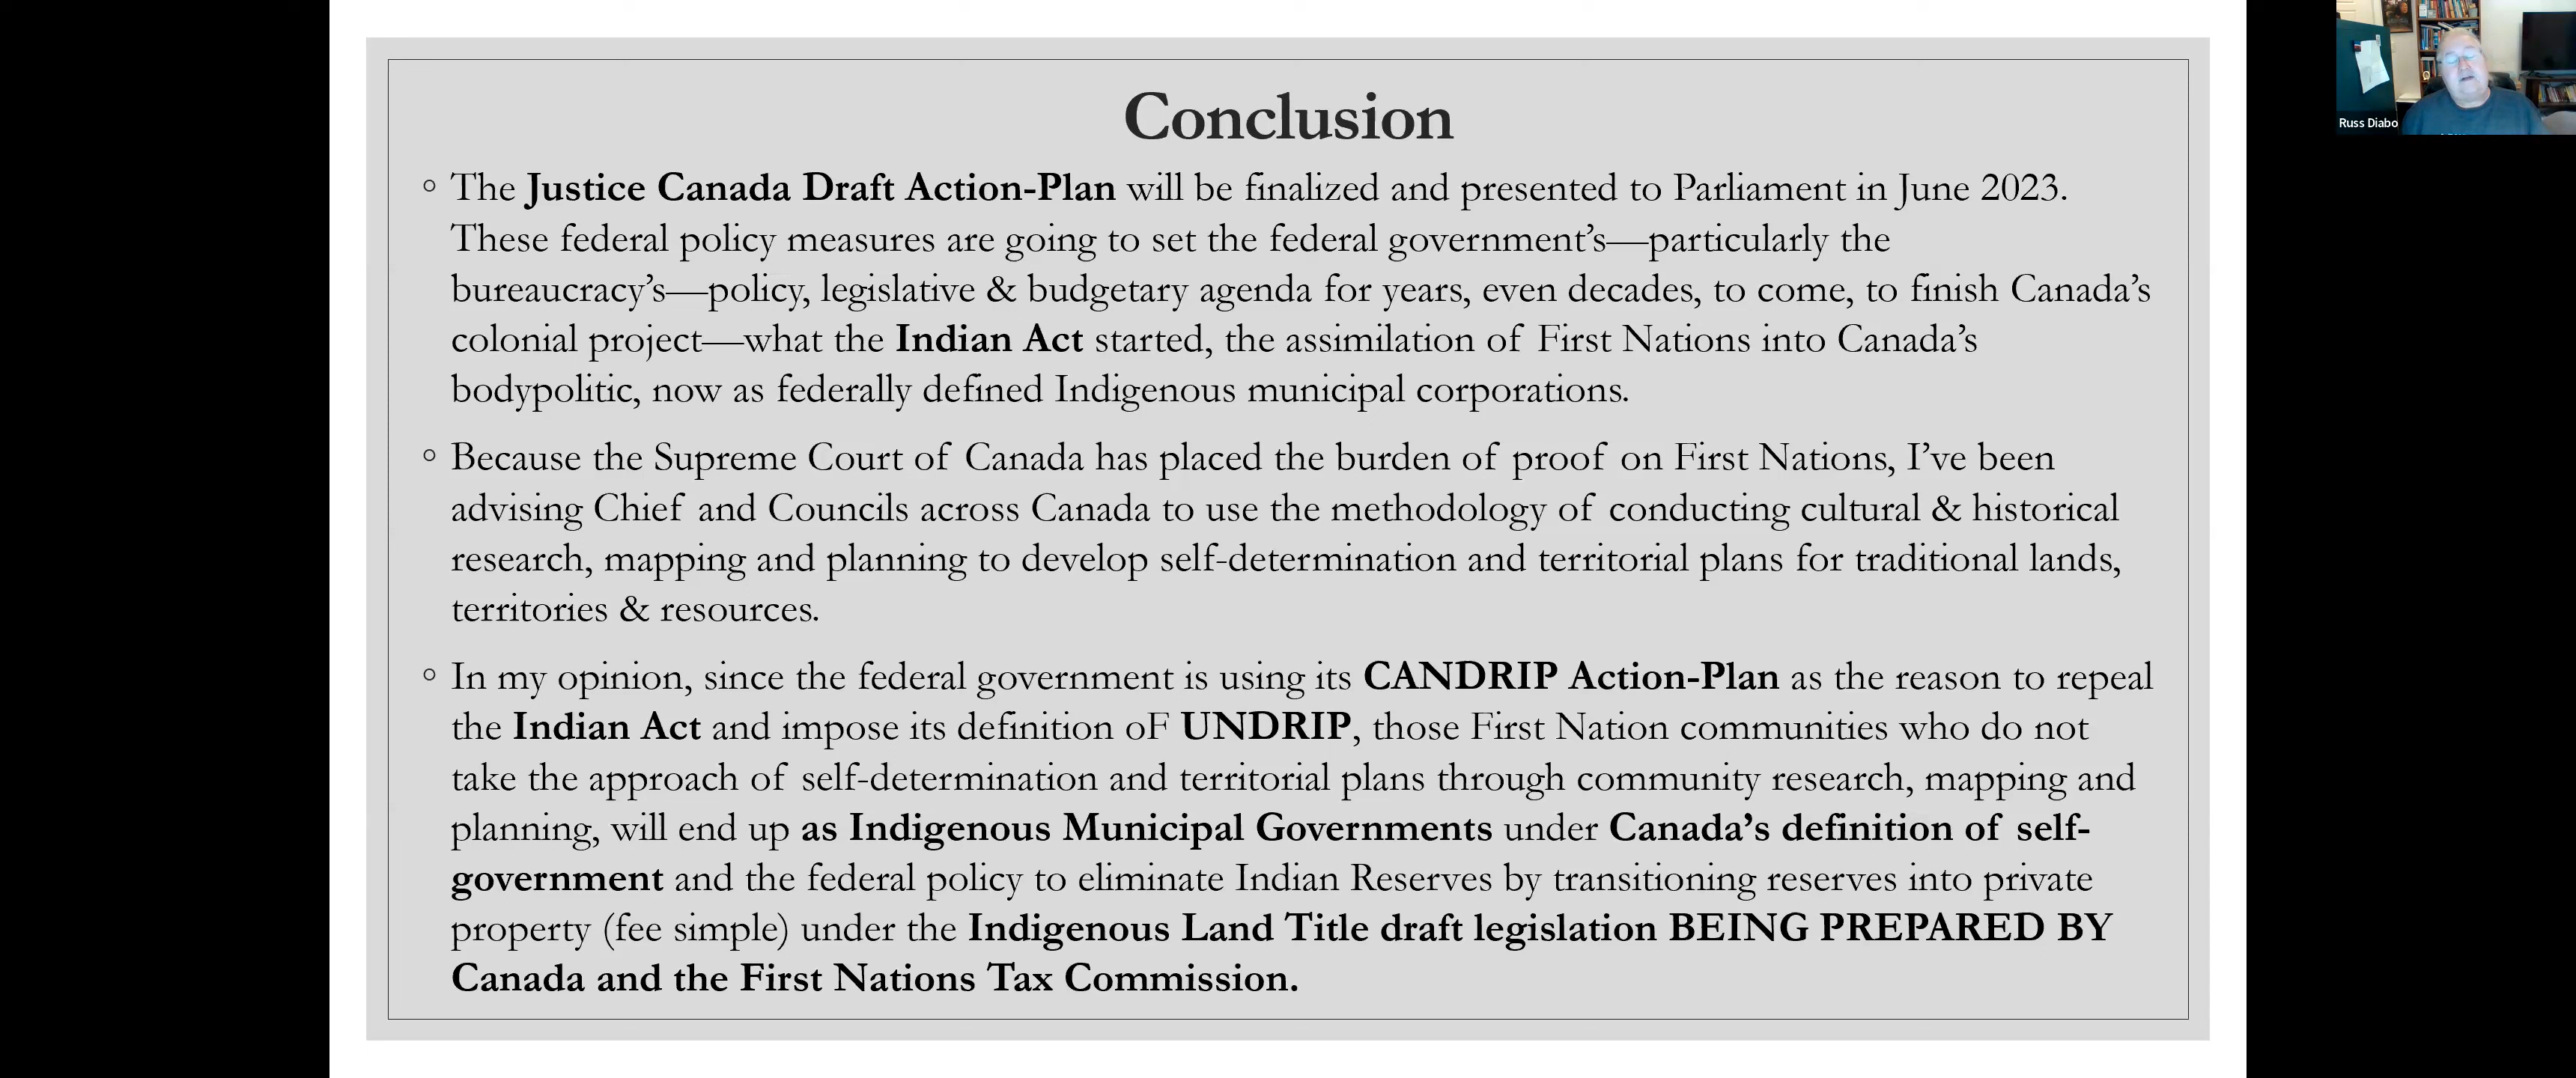 Conclusion
◦ The Justice Canada Draft Action-Plan will be finalized and presented to Parliament in June 2023.
These federal policy measures are going to set the federal government’s—particularly the
bureaucracy’s—policy, legislative & budgetary agenda for years, even decades, to come, to finish Canada’s
colonial project—what the Indian Act started, the assimilation of First Nations into Canada’s
bodypolitic, now as federally defined Indigenous municipal corporations.
◦ Because the Supreme Court of Canada has placed the burden of proof on First Nations, I’ve been
advising Chief and Councils across Canada to use the methodology of conducting cultural & historical
research, mapping and planning to develop self-determination and territorial plans for traditional lands,
territories & resources.
◦ In my opinion, since the federal government is using its CANDRIP Action-Plan as the reason to repeal
the Indian Act and impose its definition oF UNDRIP, those First Nation communities who do not
take the approach of self-determination and territorial plans through community research, mapping and
planning, will end up as Indigenous Municipal Governments under Canada’s definition of self-
government and the federal policy to eliminate Indian Reserves by transitioning reserves into private
property (fee simple) under the Indigenous Land Title draft legislation BEING PREPARED BY
Canada and the First Nations Tax Commission.
Russ Diabo